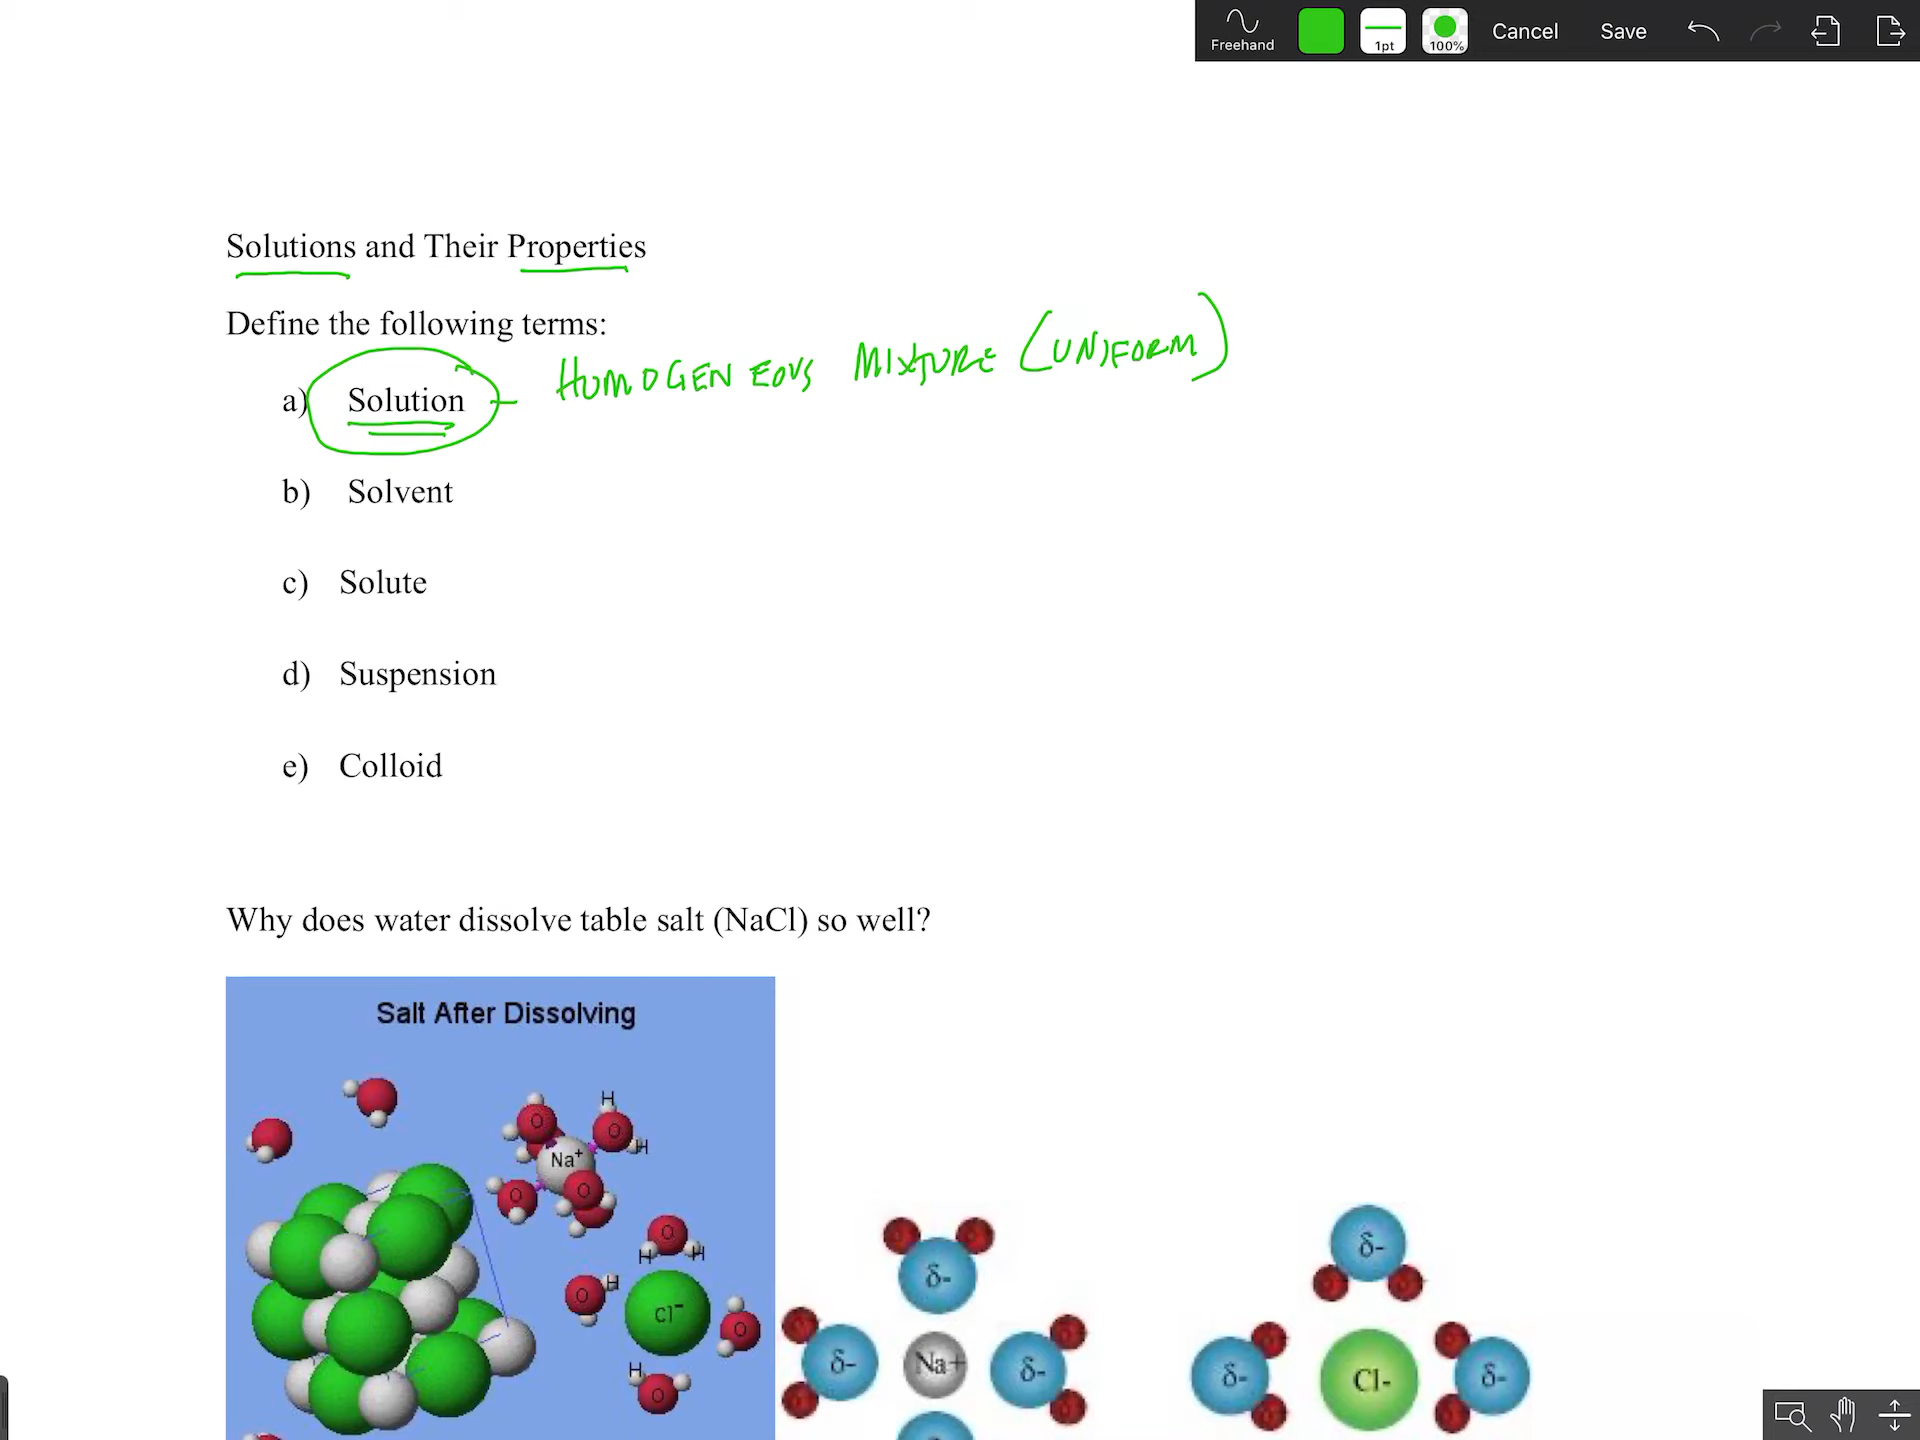 Freehand 1pt 100% Cancel Save
Solutions and Their Properties
Define the following terms:
a) Solution - HOMOGENEOUS MIXTURE (UNIFORM)
b) Solvent
c) Solute
d) Suspension
e) Colloid
Why does water dissolve table salt (NaCl) so well?
Salt After Dissolving
H
O O H
Na+
O O
O
H H
O H
Cl-
O
H
O
δ-
δ- Na+ δ-
δ-
δ- Cl- δ-